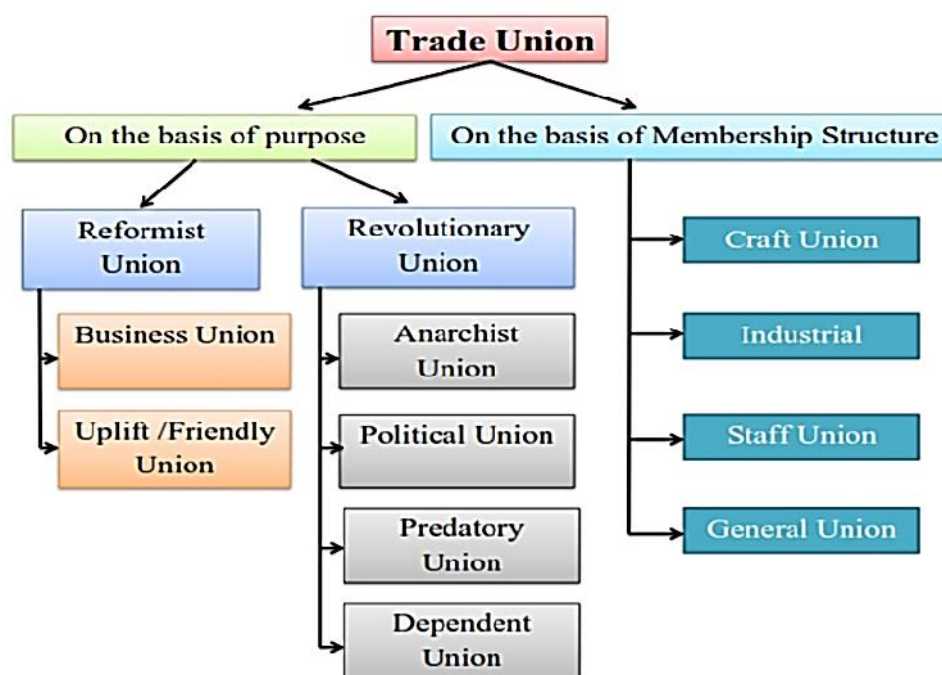 Trade Union
On the basis of purpose
On the basis of Membership Structure
Reformist
Union
Revolutionary
Union
Business Union
Uplift /Friendly
Union
Anarchist
Union
Political Union
Predatory
Union
Dependent
Union
Craft Union
Industrial
Staff Union
General Union